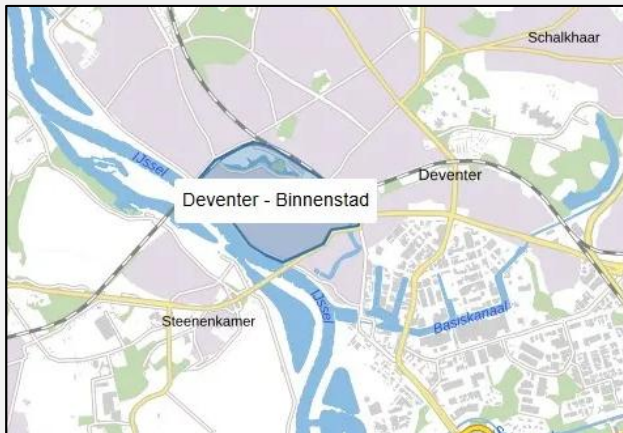 Schalkhaar
IJssel
Deventer
Deventer - Binnenstad
IJssel
Steenenkamer
Basiskanaal